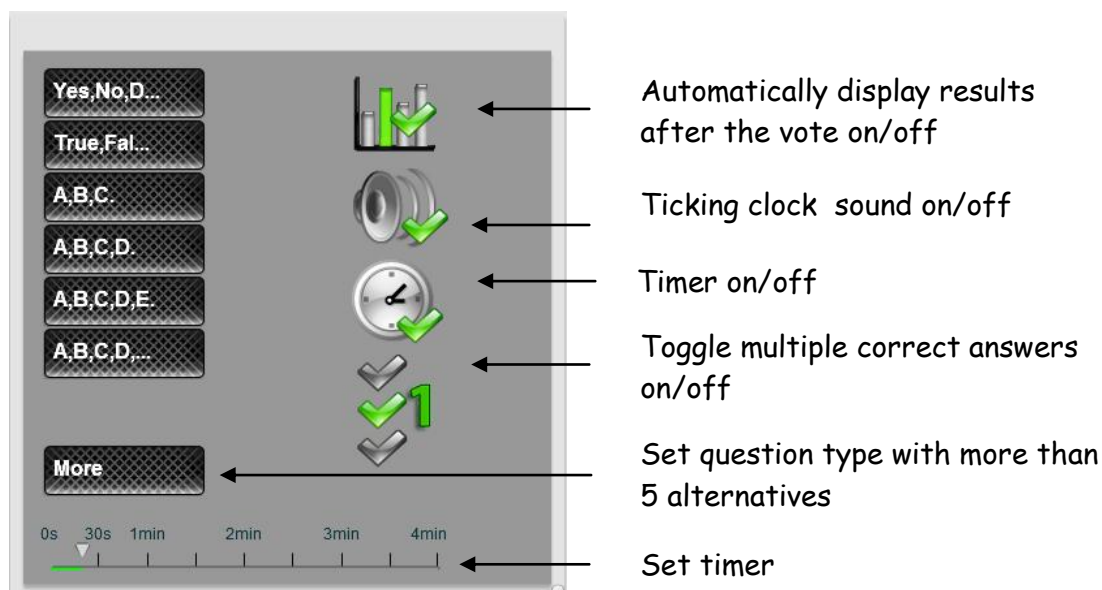 Yes,No,D...
True,Fal...
A,B,C.
A,B,C,D.
A,B,C,D,E.
A,B,C,D,...
More
0s 30s 1min 2min 3min 4min
1
Automatically display results
after the vote on/off
Ticking clock sound on/off
Timer on/off
Toggle multiple correct answers
on/off
Set question type with more than
5 alternatives
Set timer